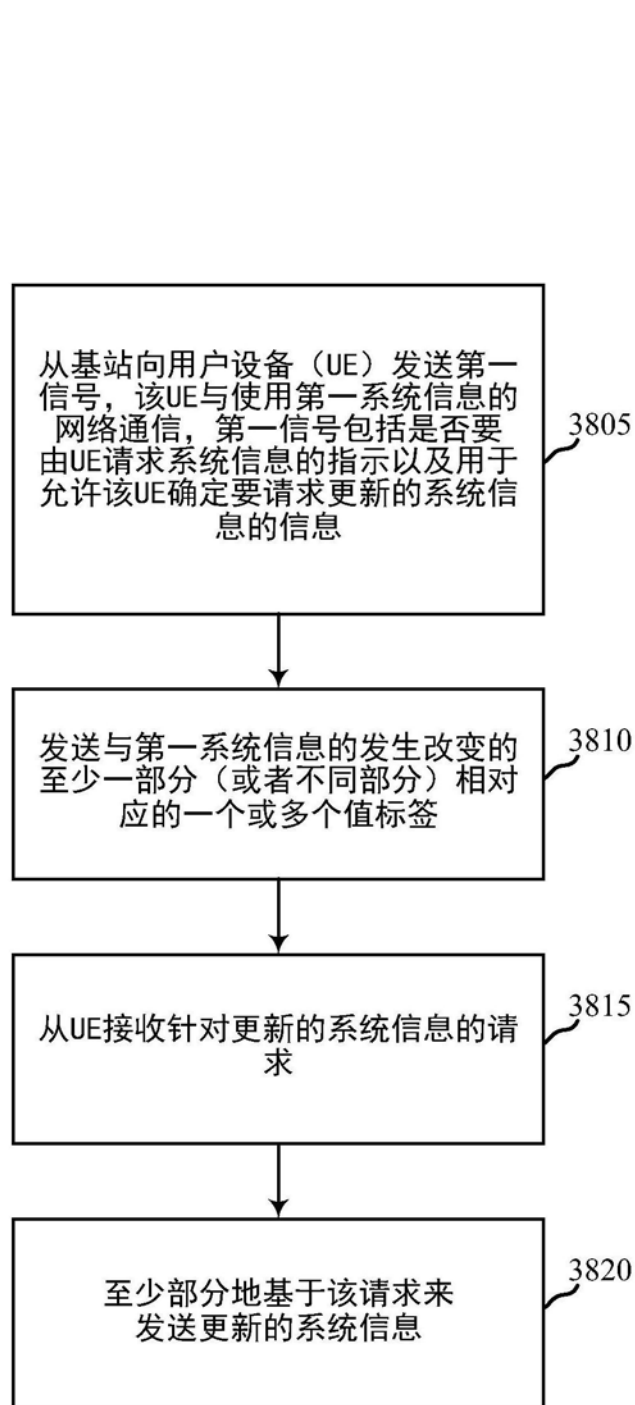 从基站向用户设备（UE）发送第一
信号，该UE与使用第一系统信息的
网络通信，第一信号包括是否要
由UE请求系统信息的指示以及用于
允许该UE确定要请求更新的系统信
息的信息
3805
发送与第一系统信息的发生改变的
至少一部分（或者不同部分）相对
应的一个或多个值标签
3810
从UE接收针对更新的系统信息的请
求
3815
至少部分地基于该请求来
发送更新的系统信息
3820